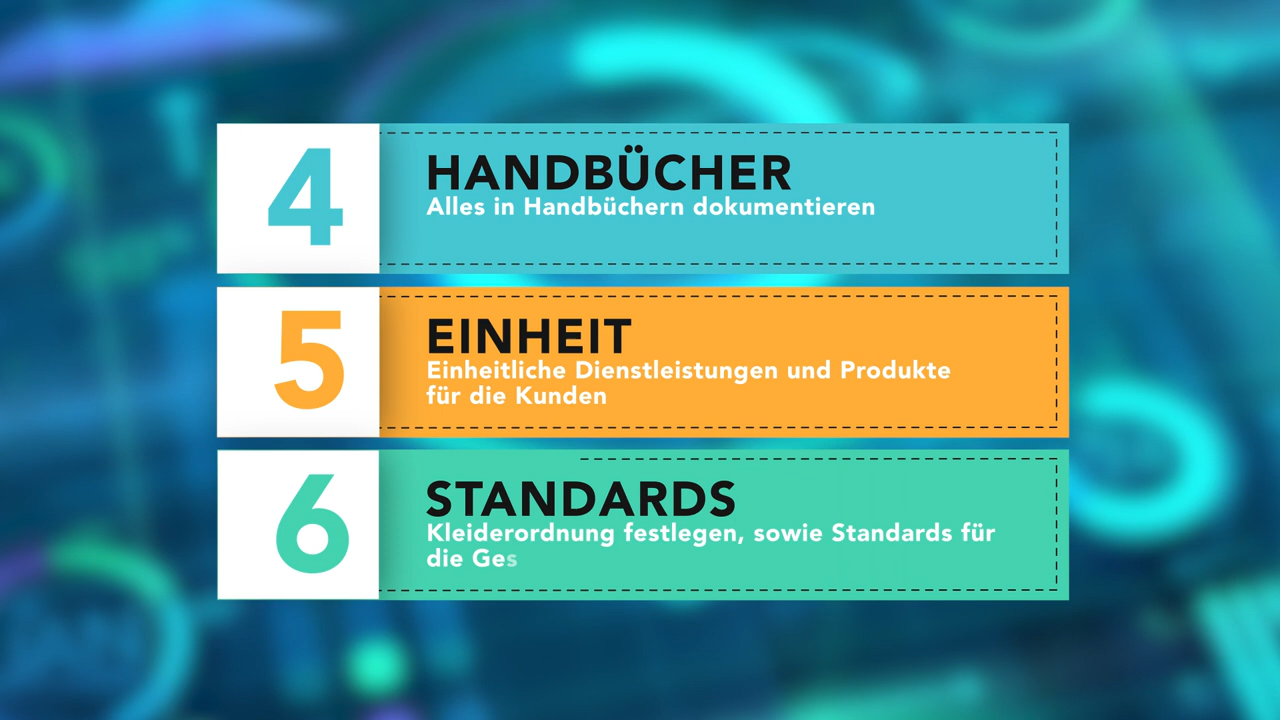 4
HANDBÜCHER
Alles in Handbüchern dokumentieren
5
EINHEIT
Einheitliche Dienstleistungen und Produkte
für die Kunden
6
STANDARDS
Kleiderordnung festlegen, sowie Standards für
die Ges